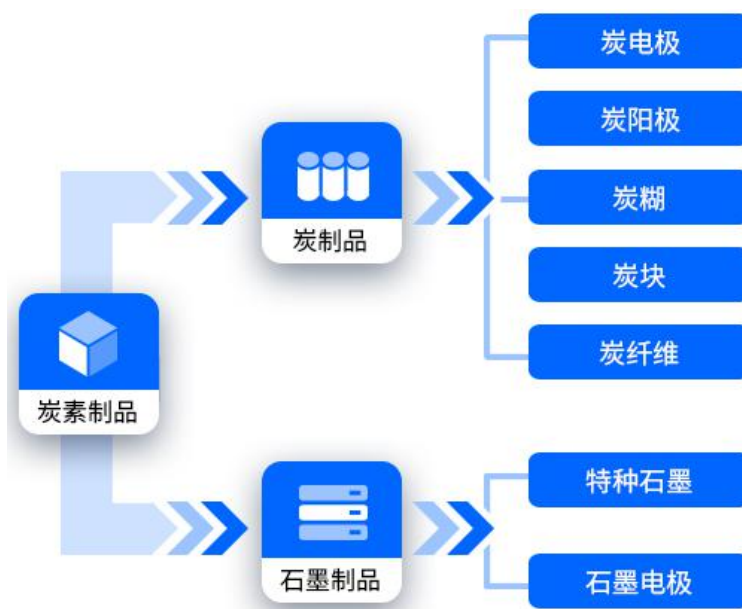 炭电极
炭阳极
炭制品
炭糊
炭块
炭纤维
炭素制品
特种石墨
石墨制品
石墨电极